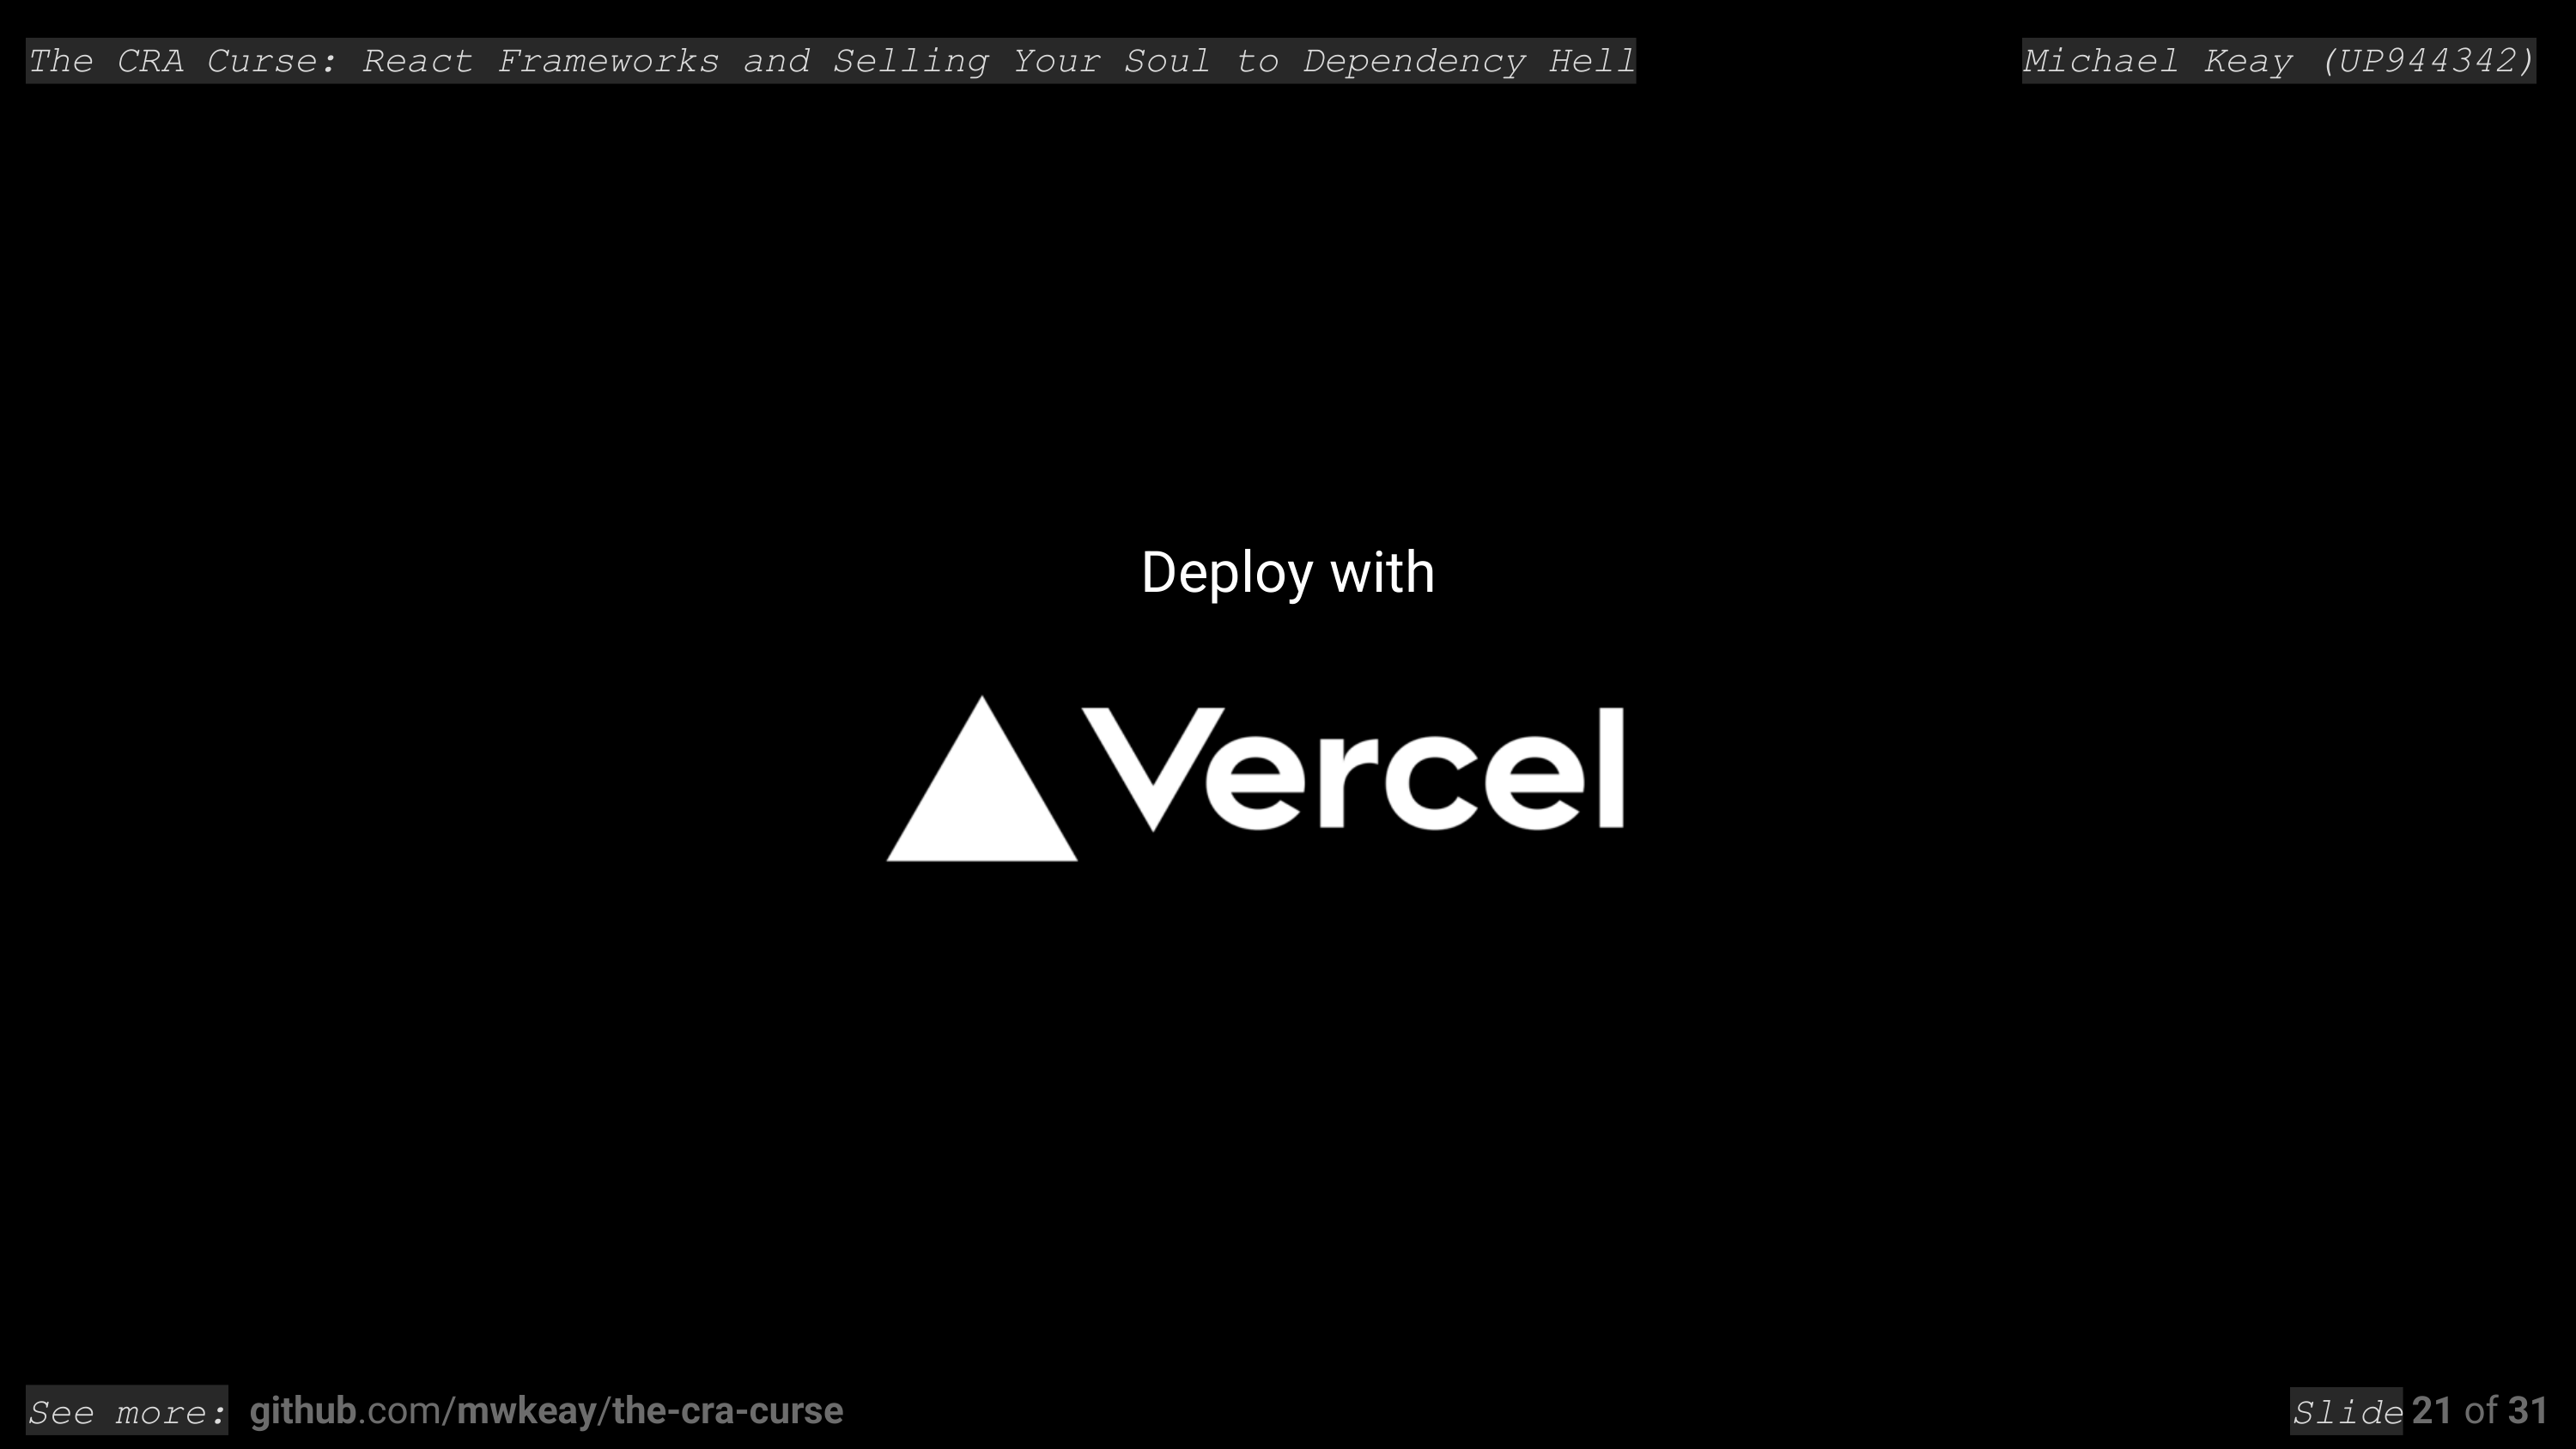 The CRA Curse: React Frameworks and Selling Your Soul to Dependency Hell
Michael Keay (UP944342)
Deploy with
Vercel
See more: github.com/mwkeay/the-cra-curse
Slide 21 of 31